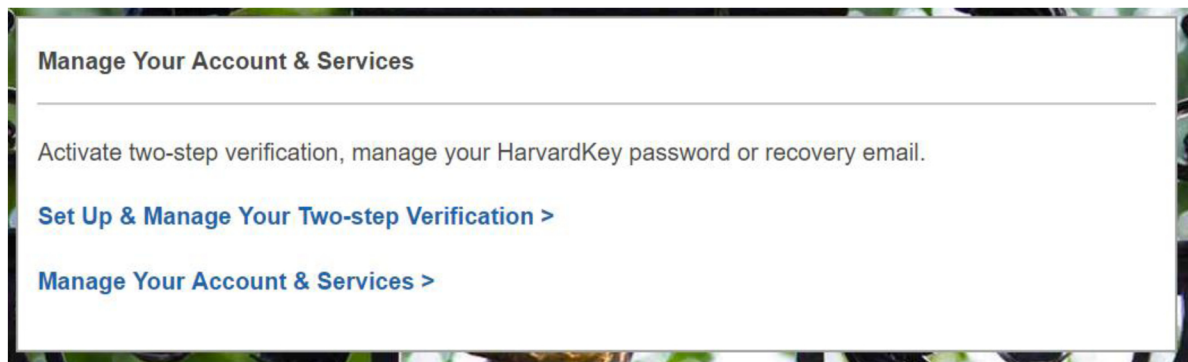 Manage Your Account & Services
Activate two-step verification, manage your HarvardKey password or recovery email.
Set Up & Manage Your Two-step Verification >
Manage Your Account & Services >